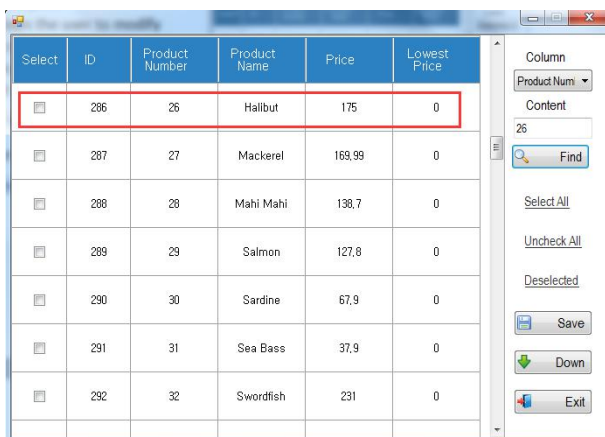 Select ID Product Number Product Name Price Lowest Price
286 26 Halibut 175 0
287 27 Mackerel 169,99 0
288 28 Mahi Mahi 138,7 0
289 29 Salmon 127,8 0
290 30 Sardine 67,9 0
291 31 Sea Bass 37,9 0
292 32 Swordfish 231 0
Column
Product Num
Content
26
Find
Select All
Uncheck All
Deselected
Save
Down
Exit